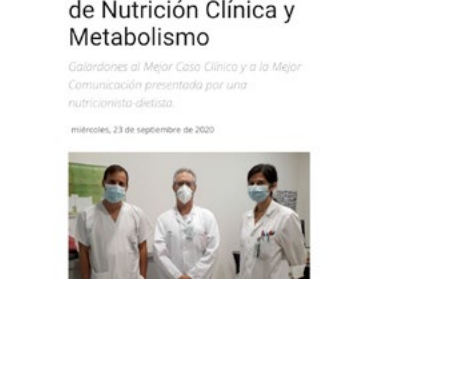 de Nutrición Clínica y
Metabolismo
Galardones al Mejor Caso Clínico y a la Mejor
Comunicación presentada por una
nutricionista-dietista.
miércoles, 23 de septiembre de 2020